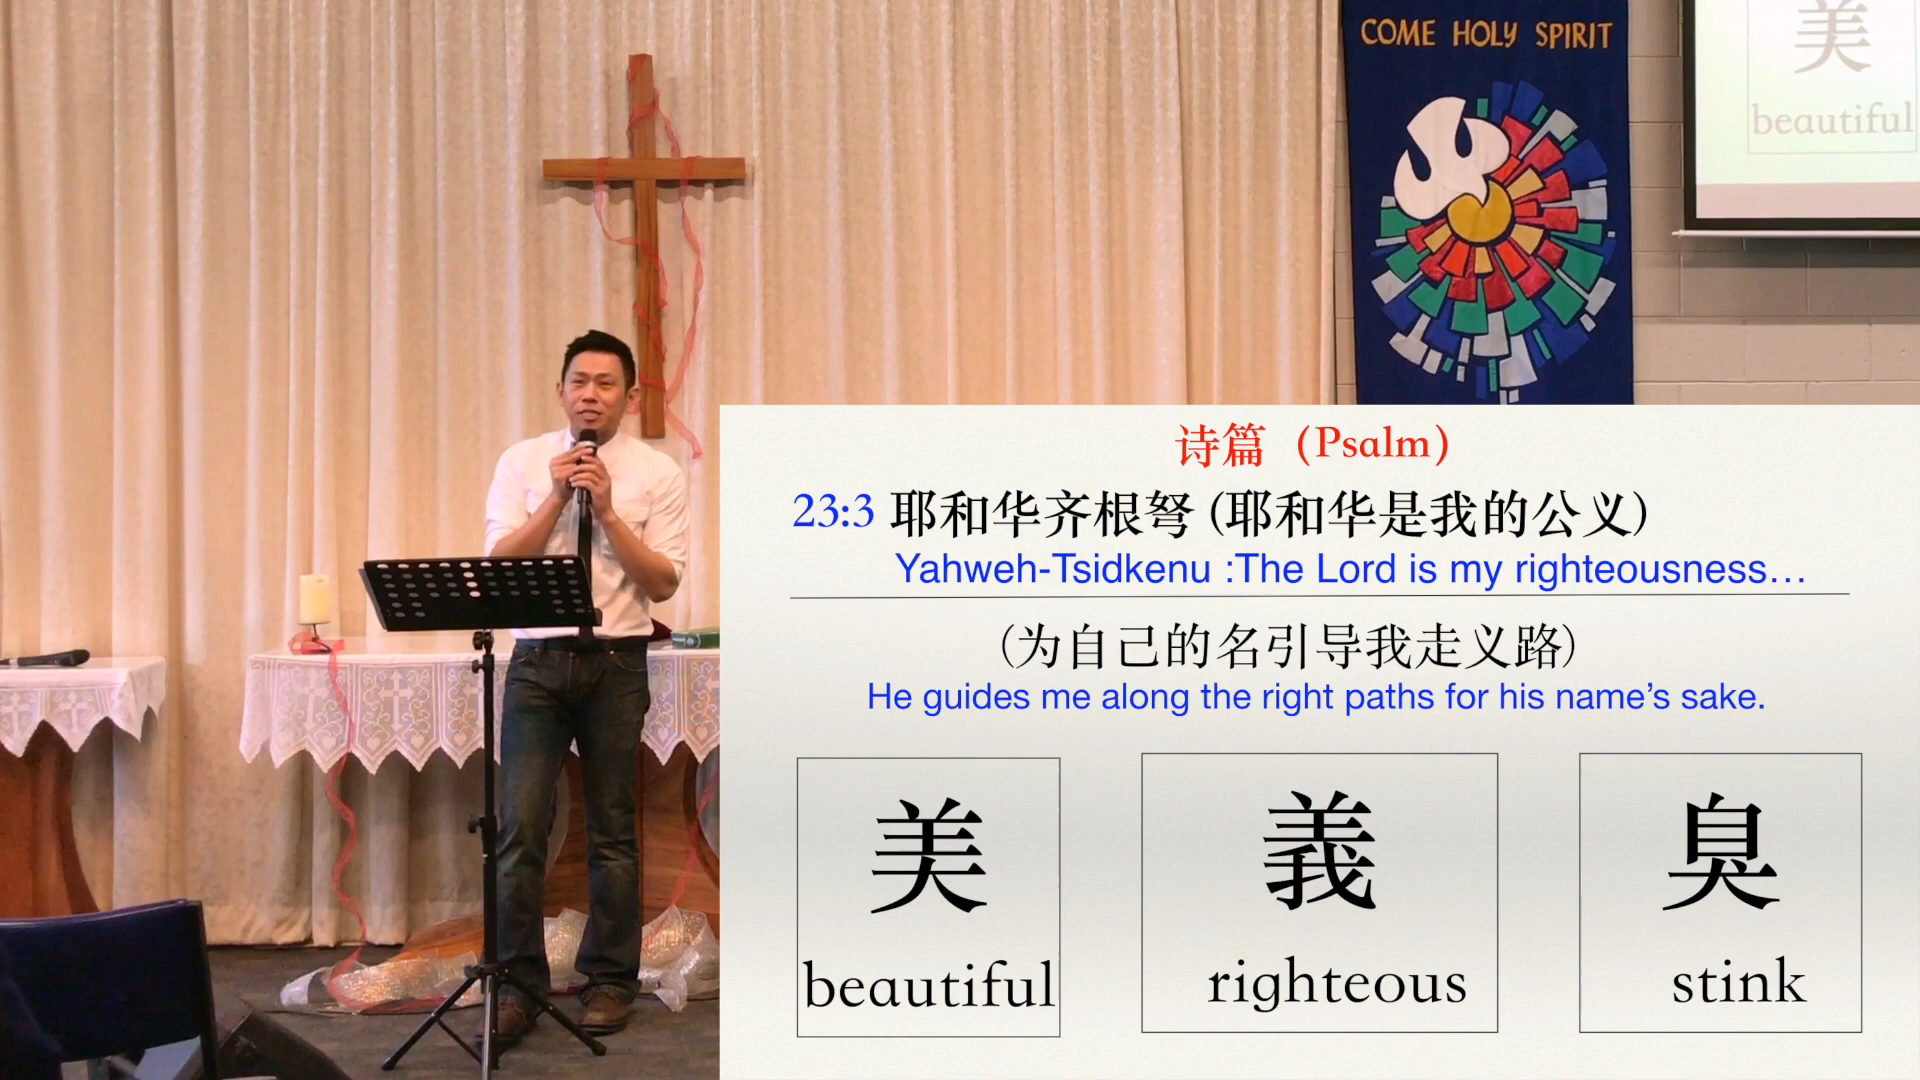 COME HOLY SPIRIT
美
beautiful
诗篇（Psalm）
23:3 耶和华齐根弩 (耶和华是我的公义)
Yahweh-Tsidkenu :The Lord is my righteousness…
(为自己的名引导我走义路)
He guides me along the right paths for his name’s sake.
美
義
臭
beautiful
righteous
stink